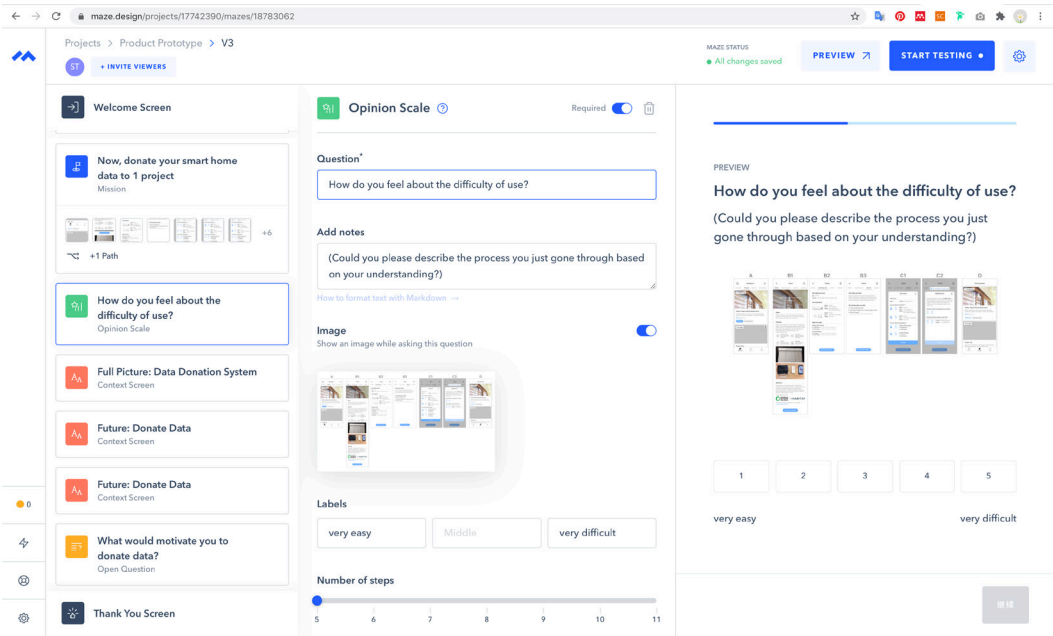 maze.design/projects/17742390/mazes/18783062
Projects > Product Prototype > V3
ST
+ INVITE VIEWERS
MAZE STATUS
All changes saved
PREVIEW
START TESTING
Welcome Screen
Now, donate your smart home
data to 1 project
Mission
+6
+1 Path
How do you feel about the
difficulty of use?
Opinion Scale
Full Picture: Data Donation System
Context Screen
Future: Donate Data
Context Screen
Future: Donate Data
Context Screen
What would motivate you to
donate data?
Open Question
Thank You Screen
0
Opinion Scale
Required
Question*
How do you feel about the difficulty of use?
Add notes
(Could you please describe the process you just gone through based
on your understanding?)
How to format text with Markdown →
Image
Show an image while asking this question
Labels
very easy
Middle
very difficult
Number of steps
5 6 7 8 9 10 11
PREVIEW
How do you feel about the difficulty of use?
(Could you please describe the process you just
gone through based on your understanding?)
A B1 B2 B3 C1 C2 D
1 2 3 4 5
very easy
very difficult